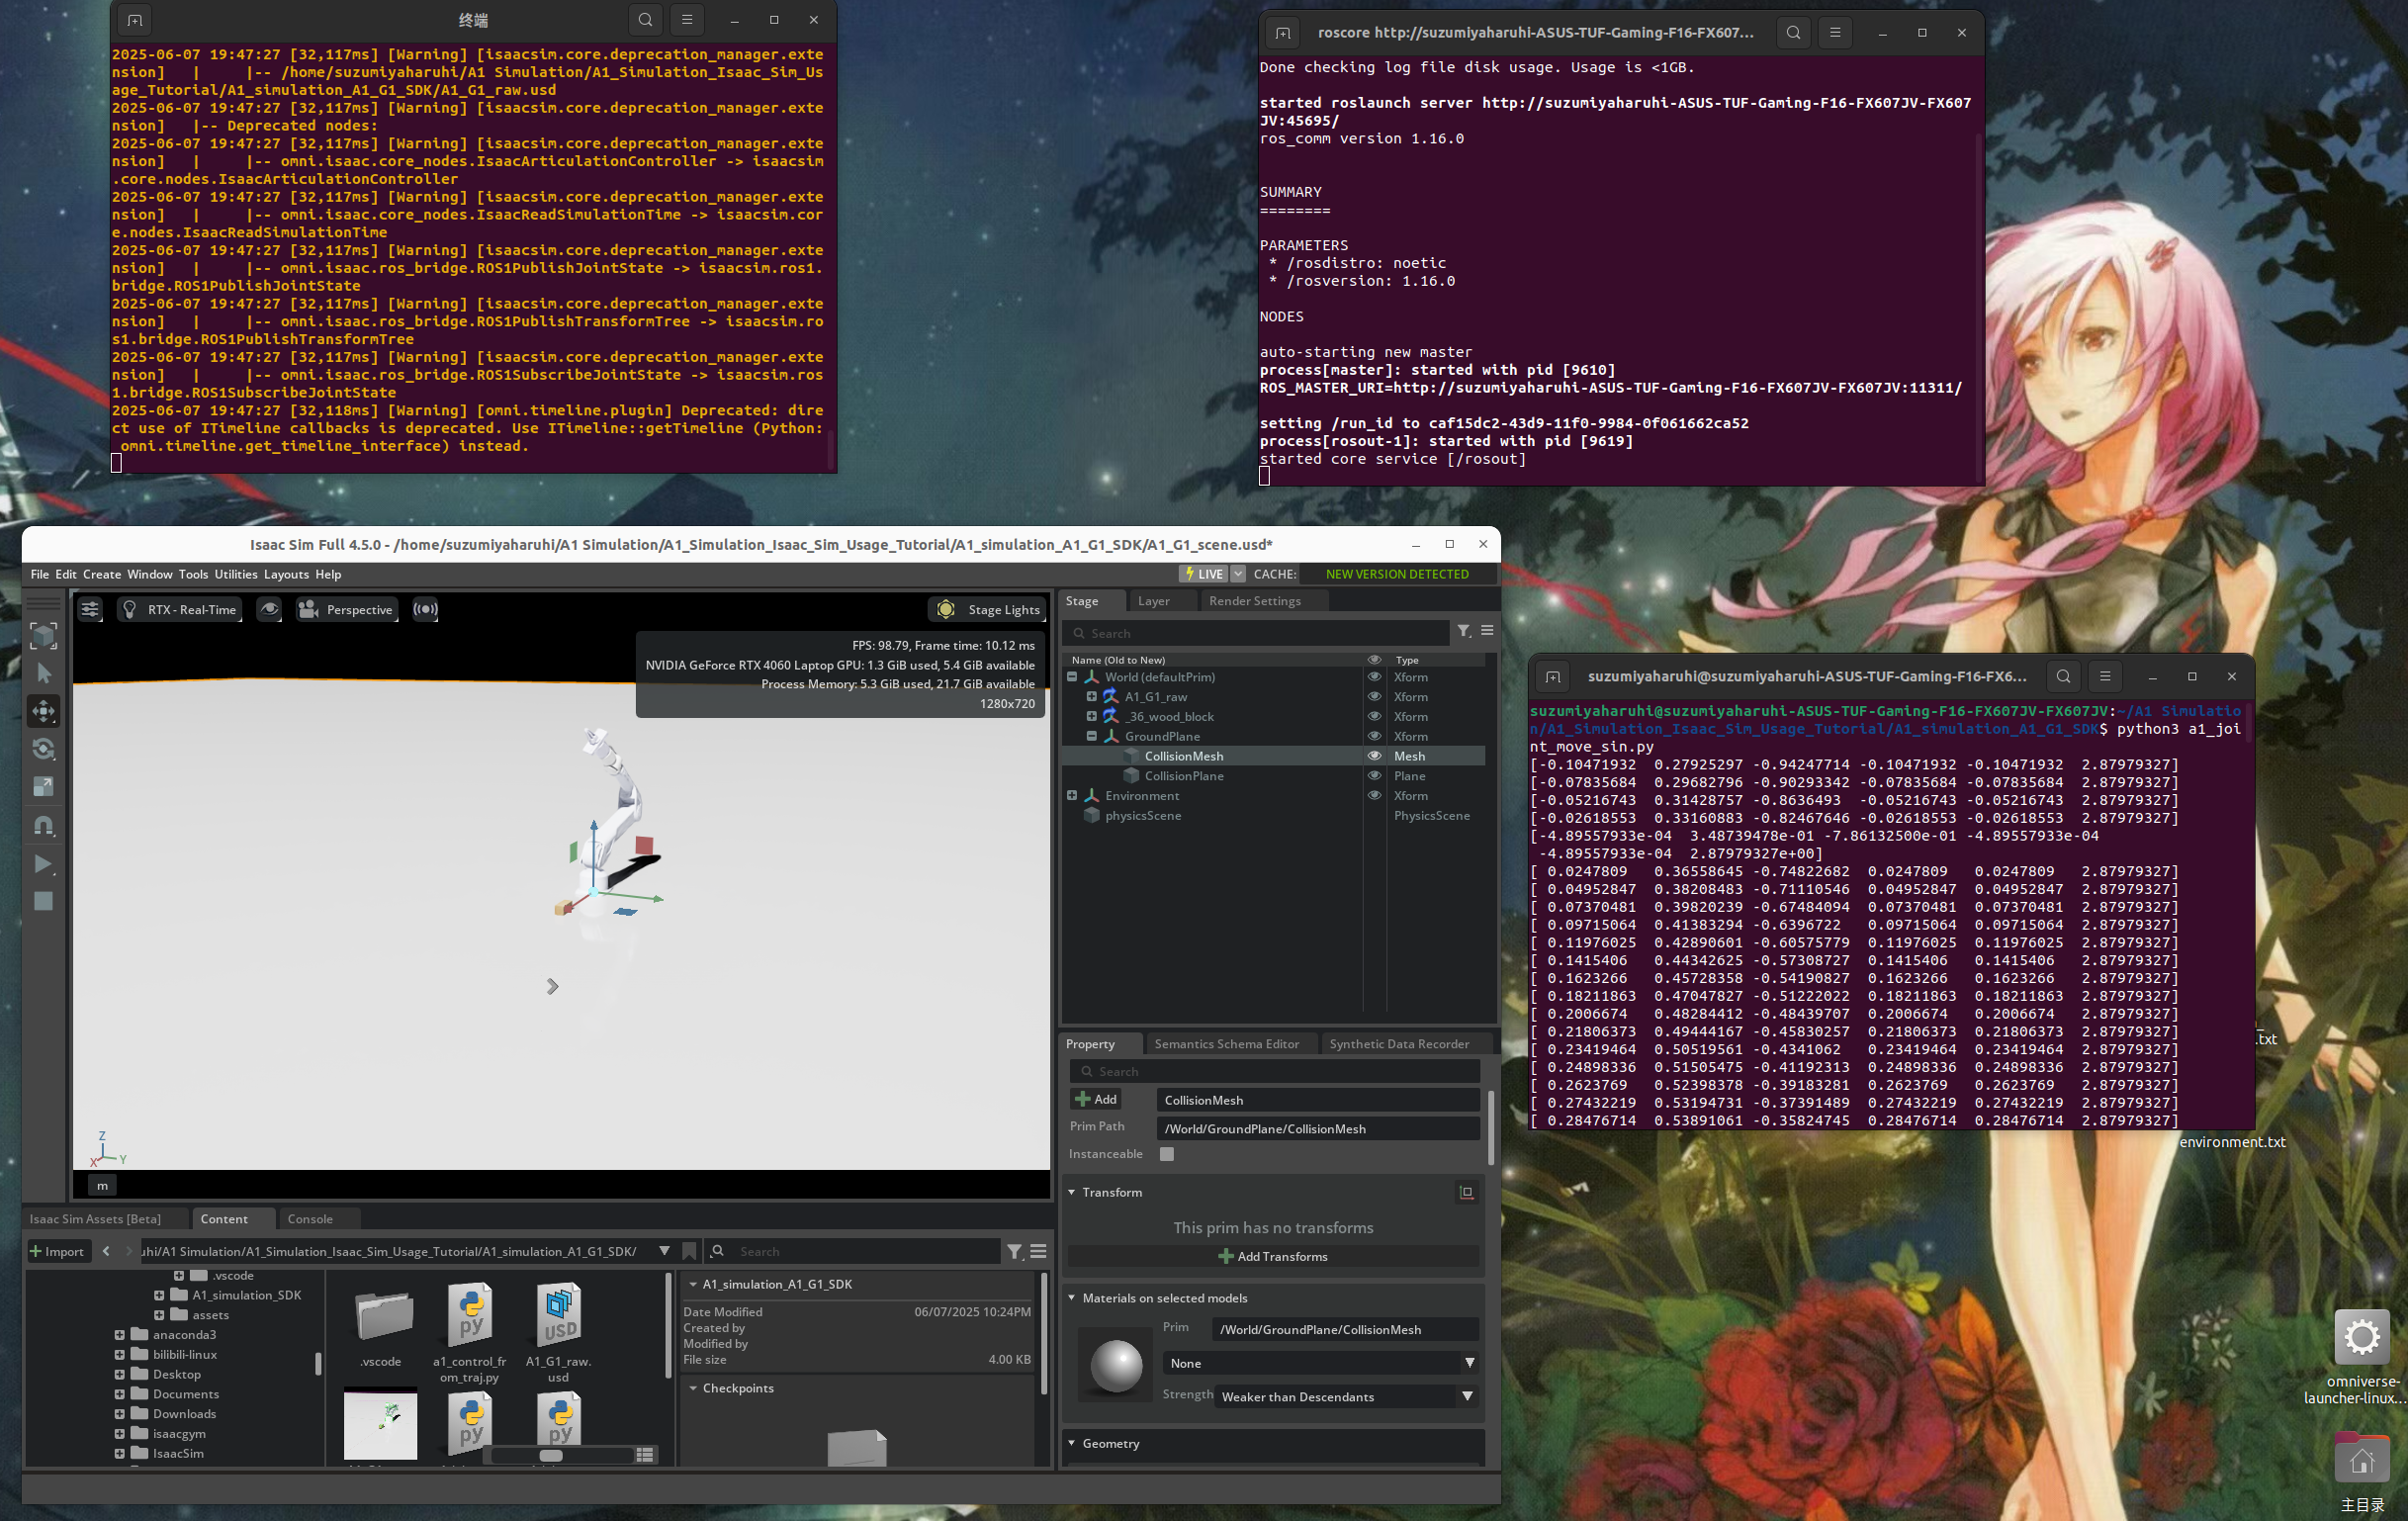 终端
2025-06-07 19:47:27 [32,117ms] [Warning] [isaacsim.core.deprecation_manager.exte
nsion]   |     |-- /home/suzumiyaharuhi/A1 Simulation/A1_Simulation_Isaac_Sim_Us
age_Tutorial/A1_simulation_A1_G1_SDK/A1_G1_raw.usd
2025-06-07 19:47:27 [32,117ms] [Warning] [isaacsim.core.deprecation_manager.exte
nsion]   |-- Deprecated nodes:
2025-06-07 19:47:27 [32,117ms] [Warning] [isaacsim.core.deprecation_manager.exte
nsion]   |     |-- omni.isaac.core_nodes.IsaacArticulationController -> isaacsim
.core.nodes.IsaacArticulationController
2025-06-07 19:47:27 [32,117ms] [Warning] [isaacsim.core.deprecation_manager.exte
nsion]   |     |-- omni.isaac.core_nodes.IsaacReadSimulationTime -> isaacsim.cor
e.nodes.IsaacReadSimulationTime
2025-06-07 19:47:27 [32,117ms] [Warning] [isaacsim.core.deprecation_manager.exte
nsion]   |     |-- omni.isaac.ros_bridge.ROS1PublishJointState -> isaacsim.ros1.
bridge.ROS1PublishJointState
2025-06-07 19:47:27 [32,117ms] [Warning] [isaacsim.core.deprecation_manager.exte
nsion]   |     |-- omni.isaac.ros_bridge.ROS1PublishTransformTree -> isaacsim.ro
s1.bridge.ROS1PublishTransformTree
2025-06-07 19:47:27 [32,117ms] [Warning] [isaacsim.core.deprecation_manager.exte
nsion]   |     |-- omni.isaac.ros_bridge.ROS1SubscribeJointState -> isaacsim.ros
1.bridge.ROS1SubscribeJointState
2025-06-07 19:47:27 [32,118ms] [Warning] [omni.timeline.plugin] Deprecated: dire
ct use of ITimeline callbacks is deprecated. Use ITimeline::getTimeline (Python:
 omni.timeline.get_timeline_interface) instead.
roscore http://suzumiyaharuhi-ASUS-TUF-Gaming-F16-FX607...
Done checking log file disk usage. Usage is <1GB.
started roslaunch server http://suzumiyaharuhi-ASUS-TUF-Gaming-F16-FX607JV-FX607
JV:45695/
ros_comm version 1.16.0
SUMMARY
========
PARAMETERS
 * /rosdistro: noetic
 * /rosversion: 1.16.0
NODES
auto-starting new master
process[master]: started with pid [9610]
ROS_MASTER_URI=http://suzumiyaharuhi-ASUS-TUF-Gaming-F16-FX607JV-FX607JV:11311/
setting /run_id to caf15dc2-43d9-11f0-9984-0f061662ca52
process[rosout-1]: started with pid [9619]
started core service [/rosout]
Isaac Sim Full 4.5.0 - /home/suzumiyaharuhi/A1 Simulation/A1_Simulation_Isaac_Sim_Usage_Tutorial/A1_simulation_A1_G1_SDK/A1_G1_scene.usd*
File Edit Create Window Tools Utilities Layouts Help
LIVE CACHE: NEW VERSION DETECTED
RTX - Real-Time Perspective Stage Lights
FPS: 98.79, Frame time: 10.12 ms
NVIDIA GeForce RTX 4060 Laptop GPU: 1.3 GiB used, 5.4 GiB available
Process Memory: 5.3 GiB used, 21.7 GiB available
1280x720
Z
X Y
m
Stage Layer Render Settings
Search
Name (Old to New) Type
World (defaultPrim) Xform
A1_G1_raw Xform
_36_wood_block Xform
GroundPlane Xform
CollisionMesh Mesh
CollisionPlane Plane
Environment Xform
physicsScene PhysicsScene
Property Semantics Schema Editor Synthetic Data Recorder
Search
Add CollisionMesh
Prim Path /World/GroundPlane/CollisionMesh
Instanceable
Transform
This prim has no transforms
Add Transforms
Materials on selected models
Prim /World/GroundPlane/CollisionMesh
None
Strength Weaker than Descendants
Geometry
Isaac Sim Assets [Beta] Content Console
Import uhi/A1 Simulation/A1_Simulation_Isaac_Sim_Usage_Tutorial/A1_simulation_A1_G1_SDK/ Search
.vscode
A1_simulation_SDK
assets
anaconda3
bilibili-linux
Desktop
Documents
Downloads
isaacgym
IsaacSim
py USD
.vscode a1_control_fr A1_G1_raw.
om_traj.py usd
py py
A1_simulation_A1_G1_SDK
Date Modified 06/07/2025 10:24PM
Created by
Modified by
File size 4.00 KB
Checkpoints
suzumiyaharuhi@suzumiyaharuhi-ASUS-TUF-Gaming-F16-FX6...
suzumiyaharuhi@suzumiyaharuhi-ASUS-TUF-Gaming-F16-FX607JV-FX607JV:~/A1 Simulatio
n/A1_Simulation_Isaac_Sim_Usage_Tutorial/A1_simulation_A1_G1_SDK$ python3 a1_joi
nt_move_sin.py
[-0.10471932  0.27925297 -0.94247714 -0.10471932 -0.10471932  2.87979327]
[-0.07835684  0.29682796 -0.90293342 -0.07835684 -0.07835684  2.87979327]
[-0.05216743  0.31428757 -0.8636493  -0.05216743 -0.05216743  2.87979327]
[-0.02618553  0.33160883 -0.82467646 -0.02618553 -0.02618553  2.87979327]
[-4.89557933e-04  3.48739478e-01 -7.86132500e-01 -4.89557933e-04
 -4.89557933e-04  2.87979327e+00]
[ 0.0247809   0.36558645 -0.74822682  0.0247809   0.0247809   2.87979327]
[ 0.04952847  0.38208483 -0.71110546  0.04952847  0.04952847  2.87979327]
[ 0.07370481  0.39820239 -0.67484094  0.07370481  0.07370481  2.87979327]
[ 0.09715064  0.41383294 -0.6396722   0.09715064  0.09715064  2.87979327]
[ 0.11976025  0.42890601 -0.60575779  0.11976025  0.11976025  2.87979327]
[ 0.1415406   0.44342625 -0.57308727  0.1415406   0.1415406   2.87979327]
[ 0.1623266   0.45728358 -0.54190827  0.1623266   0.1623266   2.87979327]
[ 0.18211863  0.47047827 -0.51222022  0.18211863  0.18211863  2.87979327]
[ 0.2006674   0.48284412 -0.48439707  0.2006674   0.2006674   2.87979327]
[ 0.21806373  0.49444167 -0.45830257  0.21806373  0.21806373  2.87979327]
[ 0.23419464  0.50519561 -0.4341062   0.23419464  0.23419464  2.87979327]
[ 0.24898336  0.51505475 -0.41192313  0.24898336  0.24898336  2.87979327]
[ 0.2623769   0.52398378 -0.39183281  0.2623769   0.2623769   2.87979327]
[ 0.27432219  0.53194731 -0.37391489  0.27432219  0.27432219  2.87979327]
[ 0.28476714  0.53891061 -0.35824745  0.28476714  0.28476714  2.87979327]
.txt
environment.txt
omniverse-
launcher-linux...
主目录